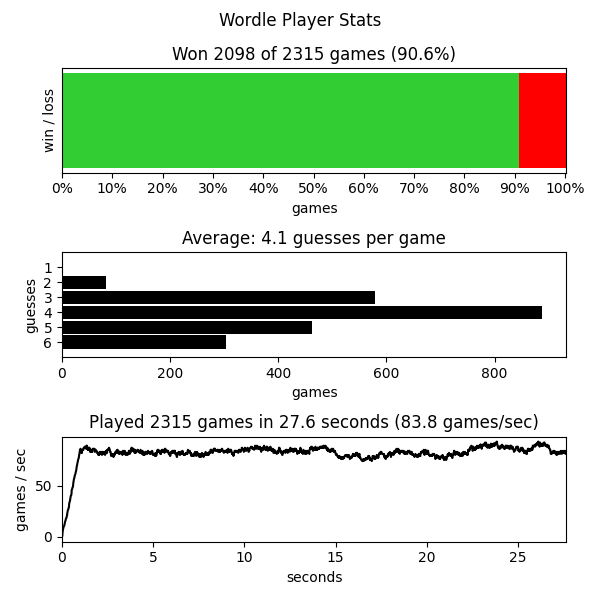 Wordle Player Stats
Won 2098 of 2315 games (90.6%)
win / loss
0% 10% 20% 30% 40% 50% 60% 70% 80% 90% 100%
games
Average: 4.1 guesses per game
guesses
1
2
3
4
5
6
0 200 400 600 800
games
Played 2315 games in 27.6 seconds (83.8 games/sec)
games / sec
50
0
0 5 10 15 20 25
seconds